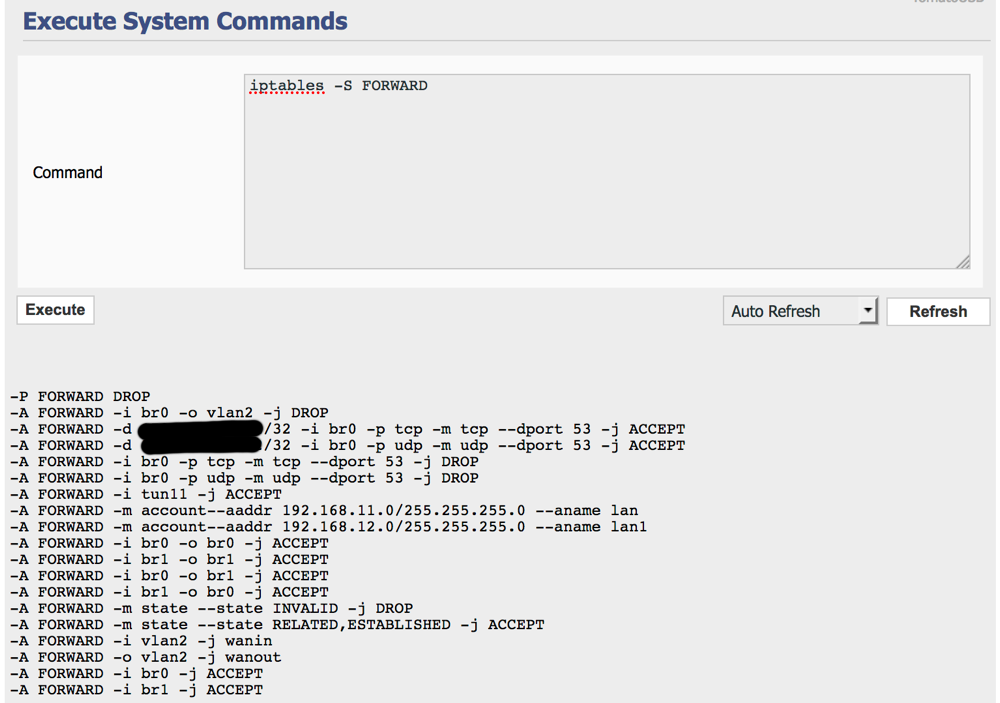 Execute System Commands
Command
iptables -S FORWARD
Execute
Auto Refresh
Refresh
-P FORWARD DROP
-A FORWARD -i br0 -o vlan2 -j DROP
-A FORWARD -d /32 -i br0 -p tcp -m tcp --dport 53 -j ACCEPT
-A FORWARD -d /32 -i br0 -p udp -m udp --dport 53 -j ACCEPT
-A FORWARD -i br0 -p tcp -m tcp --dport 53 -j DROP
-A FORWARD -i br0 -p udp -m udp --dport 53 -j DROP
-A FORWARD -i tun11 -j ACCEPT
-A FORWARD -m account--aaddr 192.168.11.0/255.255.255.0 --aname lan
-A FORWARD -m account--aaddr 192.168.12.0/255.255.255.0 --aname lan1
-A FORWARD -i br0 -o br0 -j ACCEPT
-A FORWARD -i br1 -o br1 -j ACCEPT
-A FORWARD -i br0 -o br1 -j ACCEPT
-A FORWARD -i br1 -o br0 -j ACCEPT
-A FORWARD -m state --state INVALID -j DROP
-A FORWARD -m state --state RELATED,ESTABLISHED -j ACCEPT
-A FORWARD -i vlan2 -j wanin
-A FORWARD -o vlan2 -j wanout
-A FORWARD -i br0 -j ACCEPT
-A FORWARD -i br1 -j ACCEPT